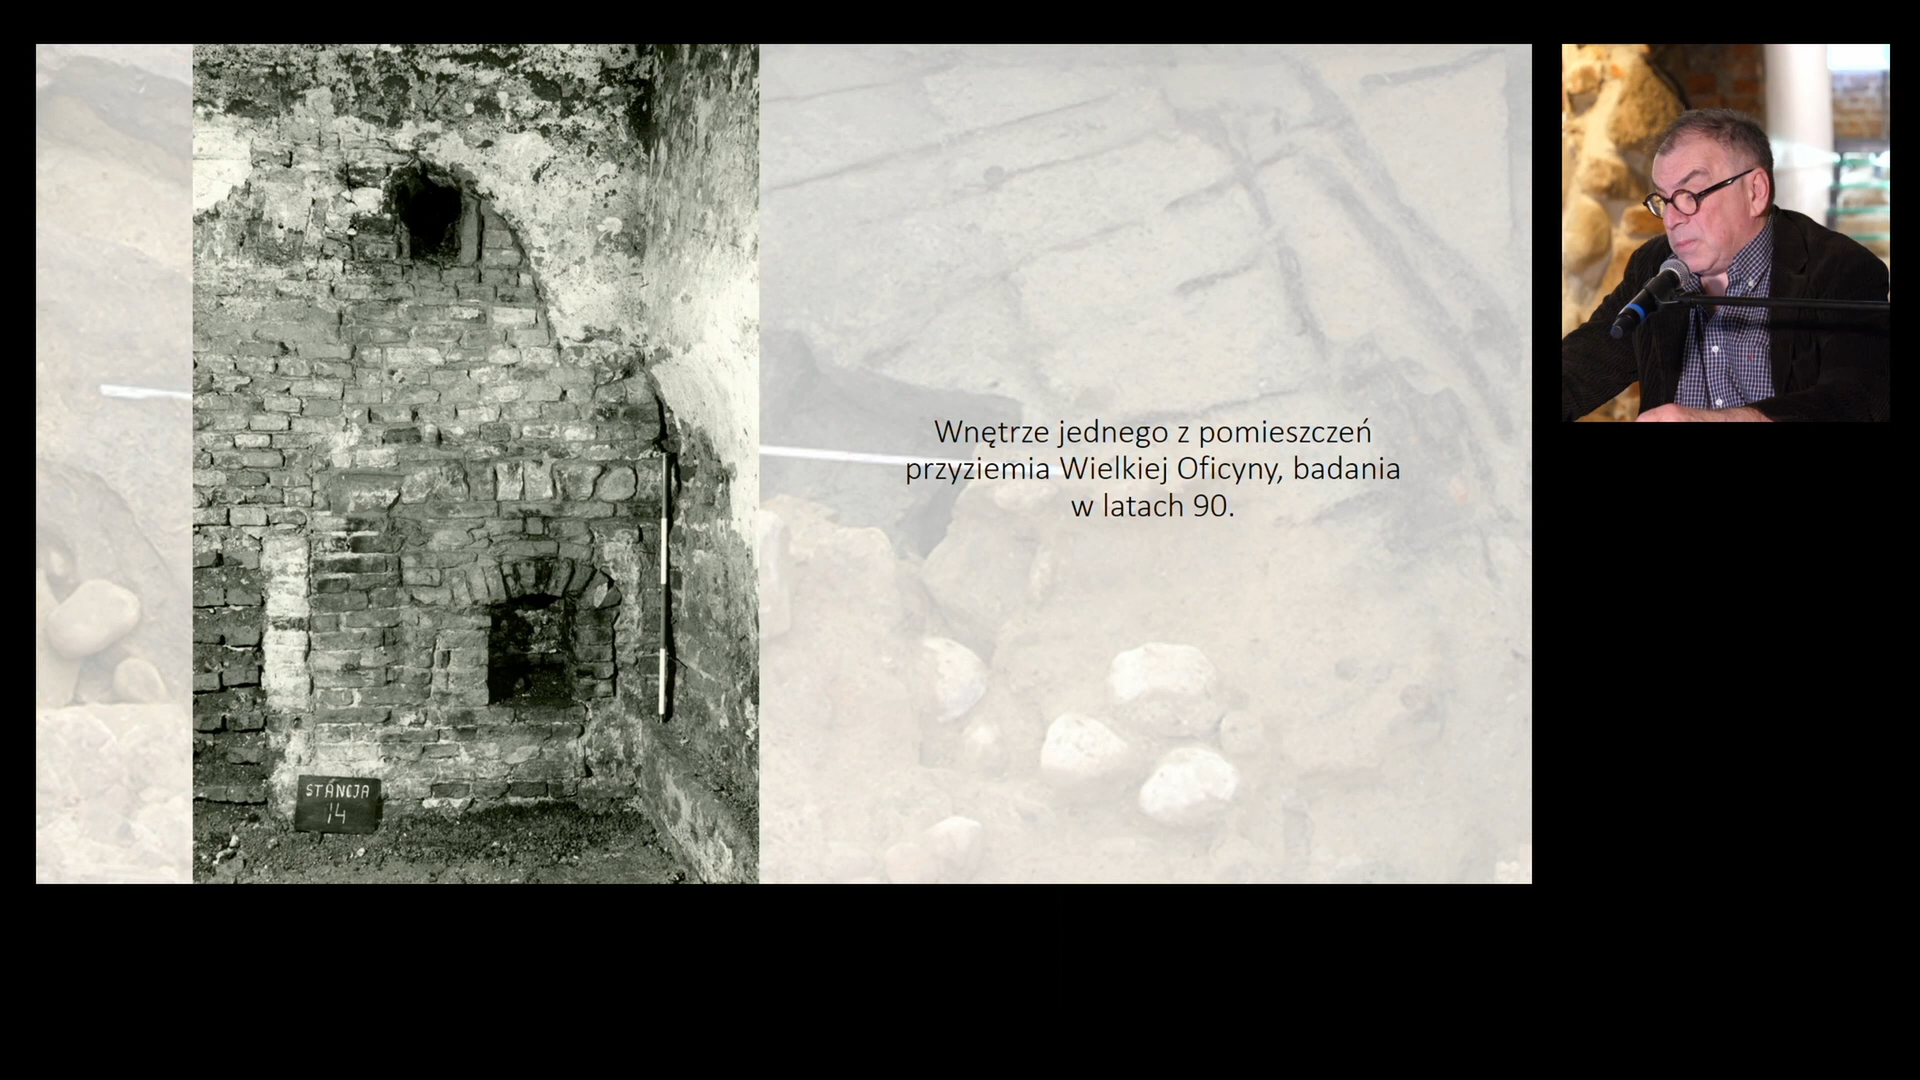 Wnętrze jednego z pomieszczeń
przyziemia Wielkiej Oficyny, badania
w latach 90.
STANCJA
14